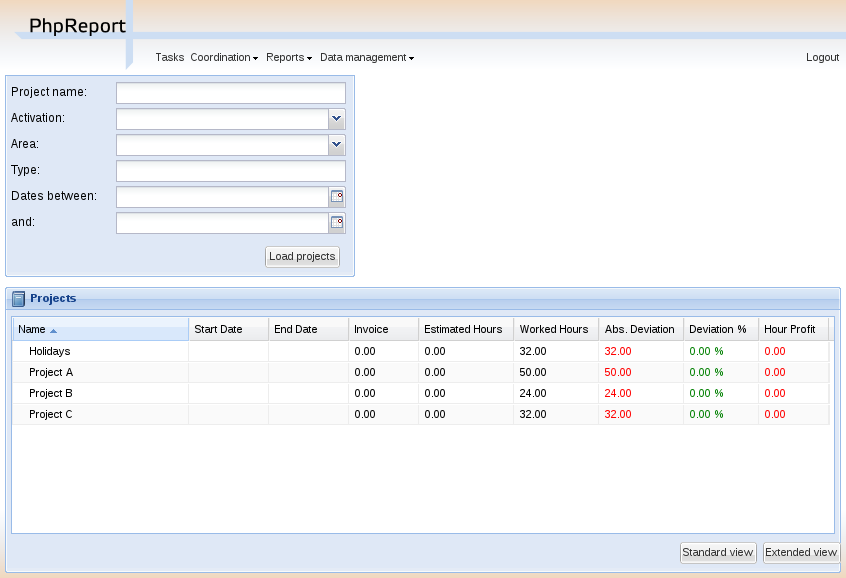 PhpReport
Tasks Coordination Reports Data management Logout
Project name:
Activation:
Area:
Type:
Dates between:
and:
Load projects
Projects
Name Start Date End Date Invoice Estimated Hours Worked Hours Abs. Deviation Deviation % Hour Profit
Holidays 0.00 0.00 32.00 32.00 0.00 % 0.00
Project A 0.00 0.00 50.00 50.00 0.00 % 0.00
Project B 0.00 0.00 24.00 24.00 0.00 % 0.00
Project C 0.00 0.00 32.00 32.00 0.00 % 0.00
Standard view Extended view